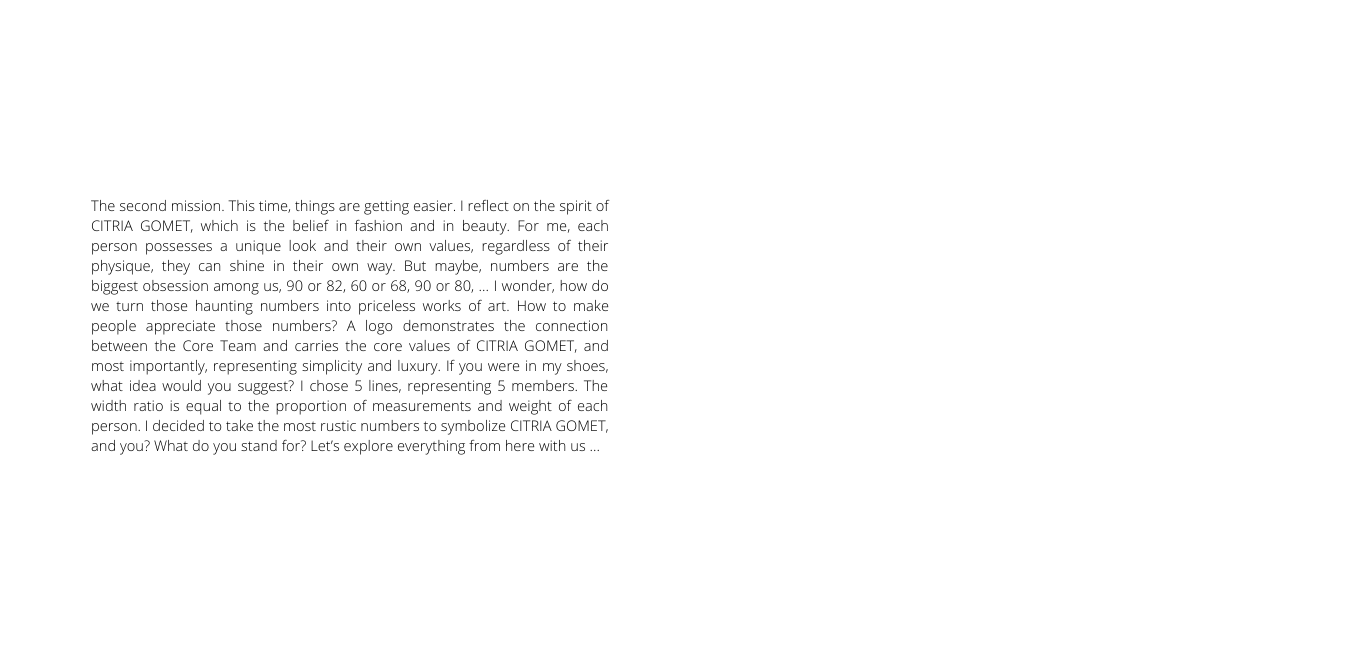 The second mission. This time, things are getting easier. I reflect on the spirit of
CITRIA GOMET, which is the belief in fashion and in beauty. For me, each
person possesses a unique look and their own values, regardless of their
physique, they can shine in their own way. But maybe, numbers are the
biggest obsession among us, 90 or 82, 60 or 68, 90 or 80, ... I wonder, how do
we turn those haunting numbers into priceless works of art. How to make
people appreciate those numbers? A logo demonstrates the connection
between the Core Team and carries the core values of CITRIA GOMET, and
most importantly, representing simplicity and luxury. If you were in my shoes,
what idea would you suggest? I chose 5 lines, representing 5 members. The
width ratio is equal to the proportion of measurements and weight of each
person. I decided to take the most rustic numbers to symbolize CITRIA GOMET,
and you? What do you stand for? Let’s explore everything from here with us ...